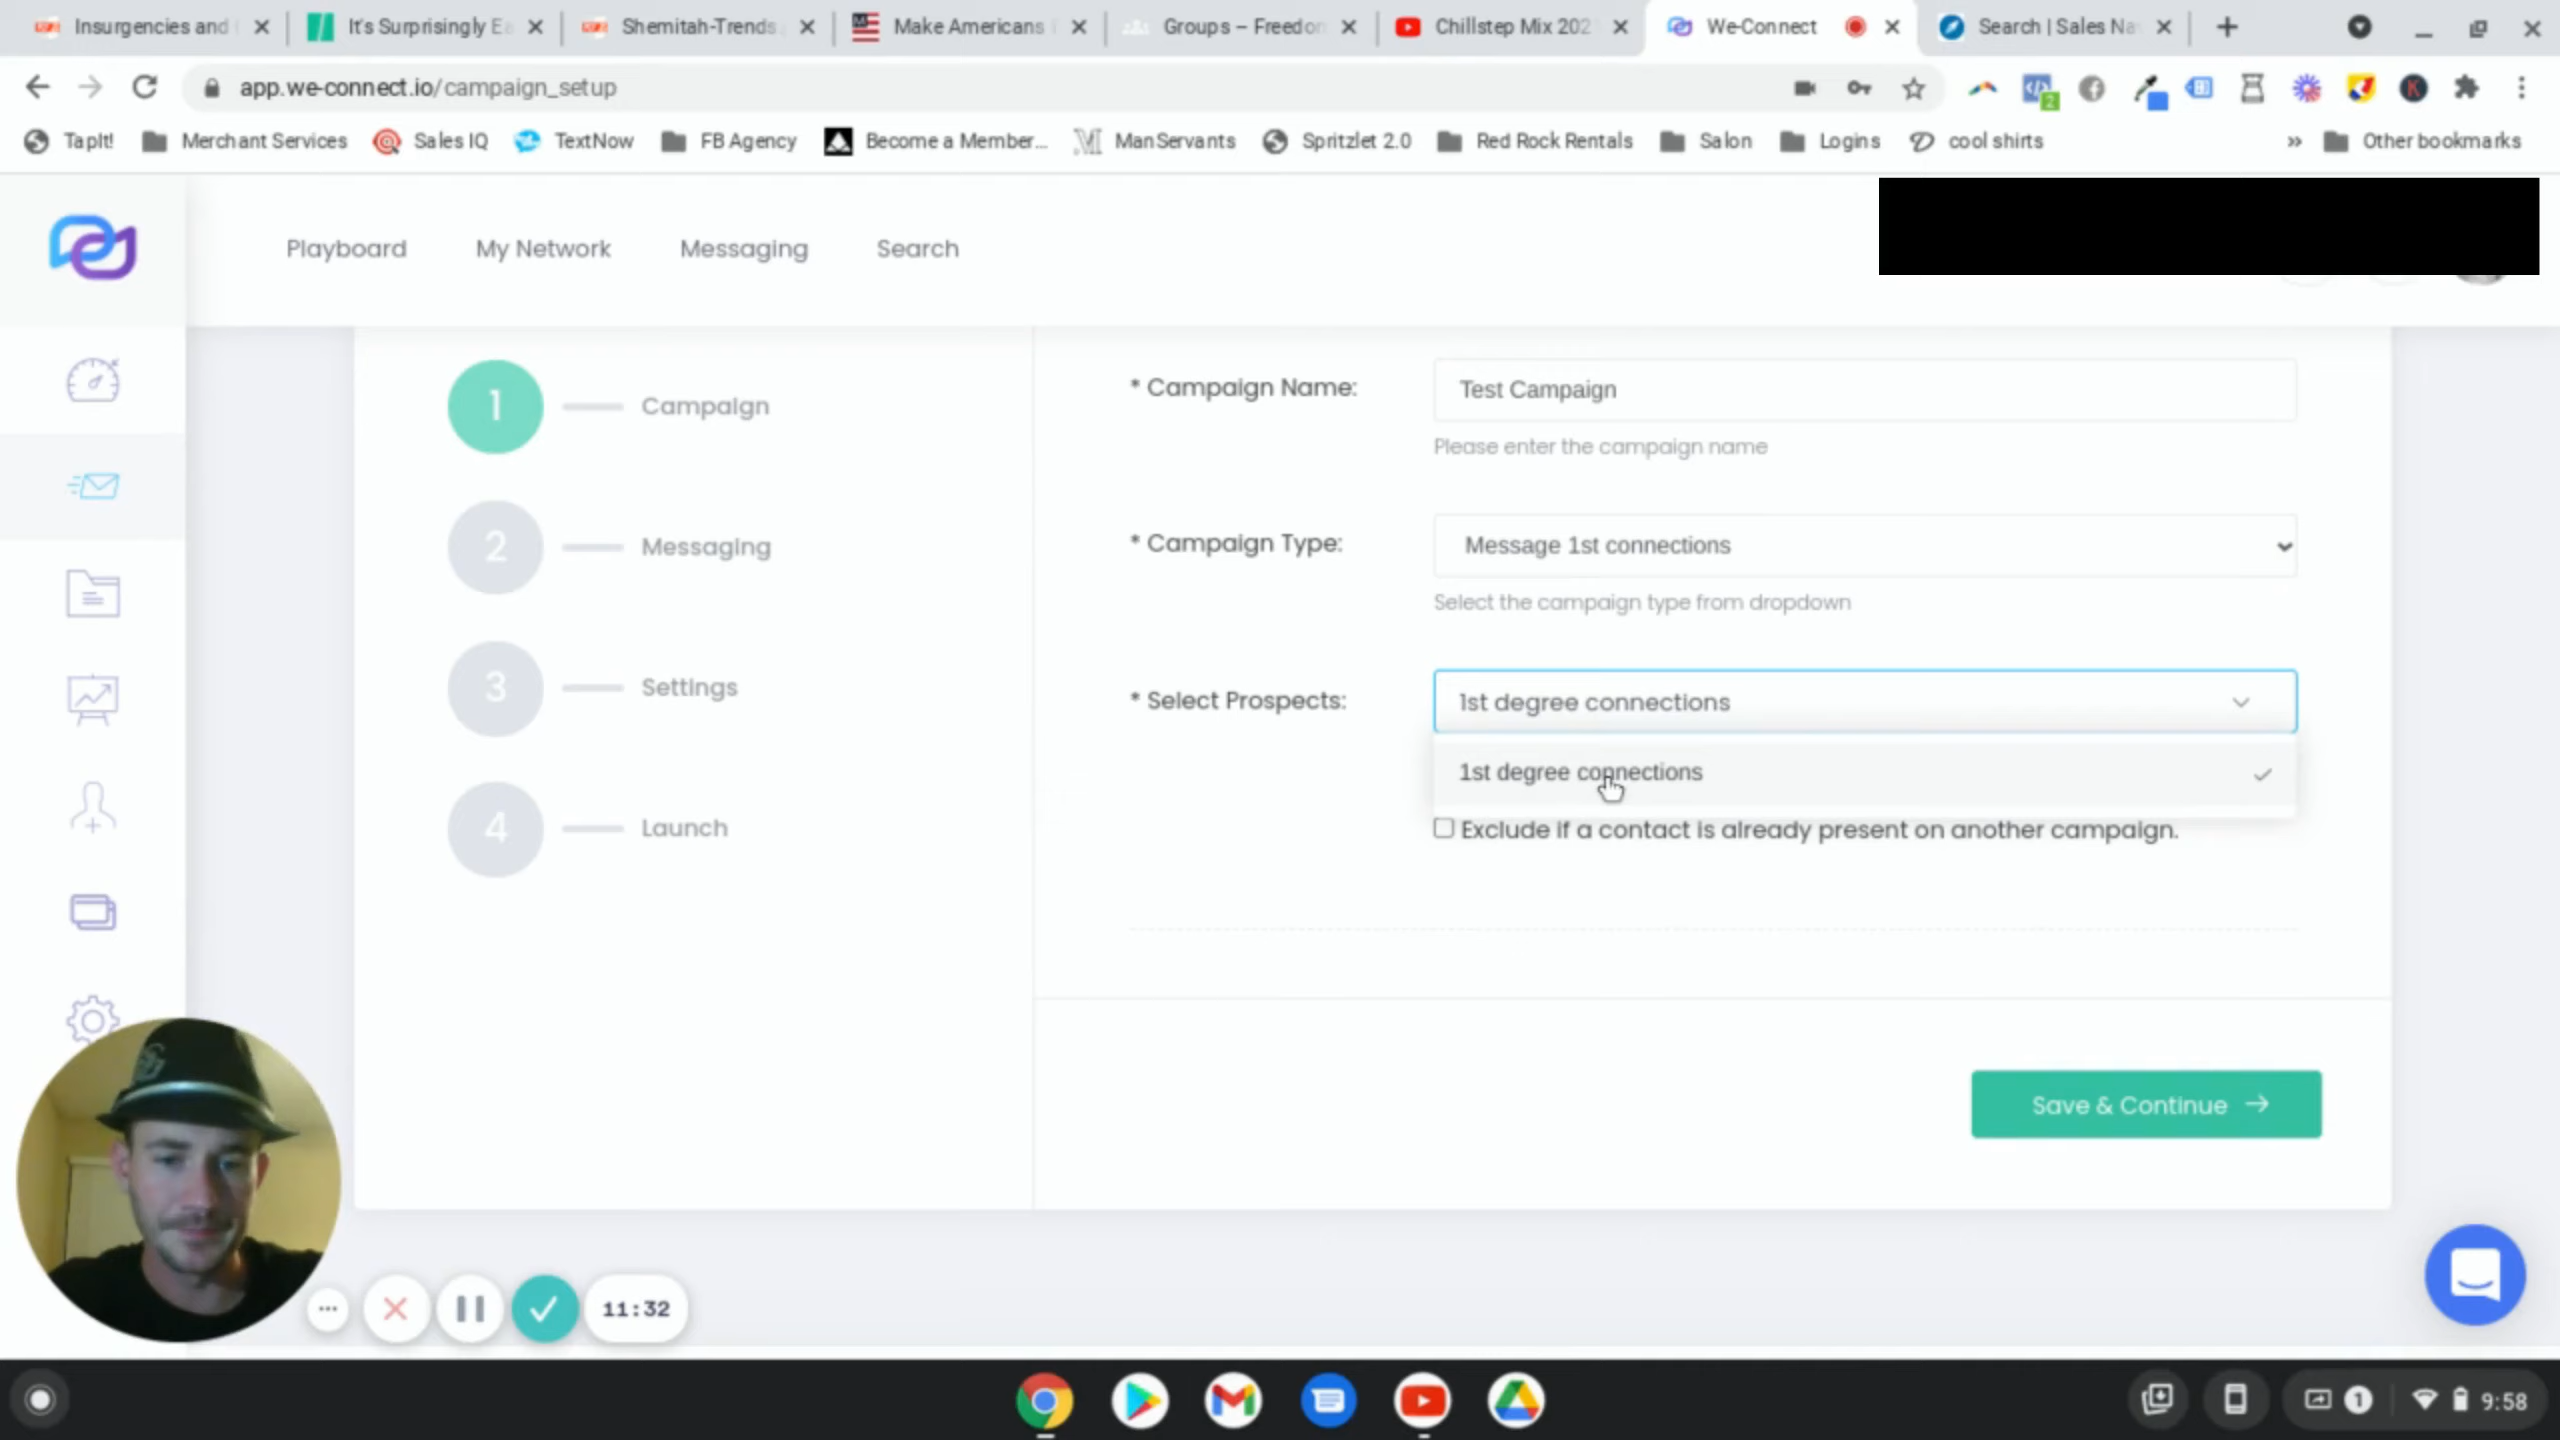 Insurgencies and
It's Surprisingly Ea
Shemitah-Trends
Make Americans
Groups – Freedon
Chillstep Mix 202
We-Connect
Search | Sales Na
app.we-connect.io/campaign_setup
2
TapIt!
Merchant Services
Sales IQ
TextNow
FB Agency
Become a Member...
ManServants
Spritzlet 2.0
Red Rock Rentals
Salon
Logins
cool shirts
»
Other bookmarks
Playboard
My Network
Messaging
Search
1
Campaign
2
Messaging
3
Settings
4
Launch
* Campaign Name:
Test Campaign
Please enter the campaign name
* Campaign Type:
Message 1st connections
Select the campaign type from dropdown
* Select Prospects:
1st degree connections
1st degree connections
Exclude if a contact is already present on another campaign.
Save & Continue →
11:32
1
9:58